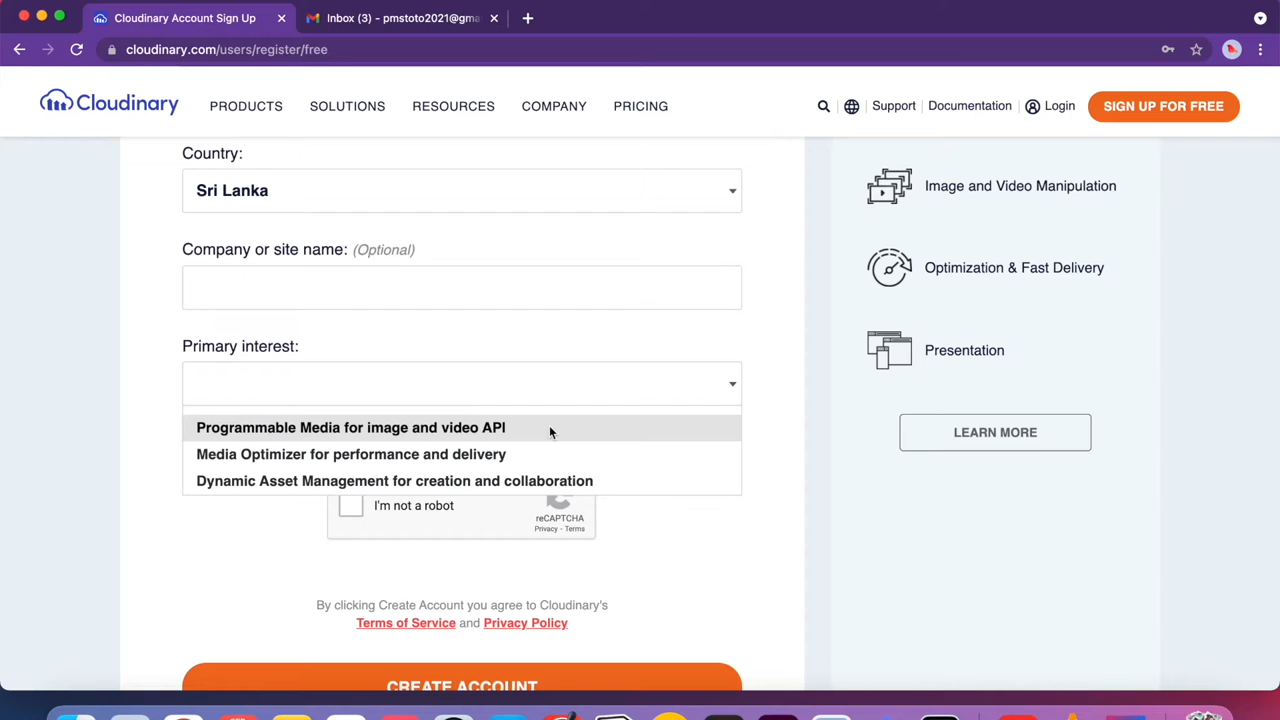 Cloudinary Account Sign Up
Inbox (3) - pmstoto2021@gma
cloudinary.com/users/register/free
Cloudinary
PRODUCTS
SOLUTIONS
RESOURCES
COMPANY
PRICING
Support
Documentation
Login
SIGN UP FOR FREE
Country:
Sri Lanka
Company or site name: (Optional)
Primary interest:
Programmable Media for image and video API
Media Optimizer for performance and delivery
Dynamic Asset Management for creation and collaboration
I'm not a robot
reCAPTCHA
Privacy - Terms
By clicking Create Account you agree to Cloudinary's
Terms of Service and Privacy Policy
CREATE ACCOUNT
Image and Video Manipulation
Optimization & Fast Delivery
Presentation
LEARN MORE